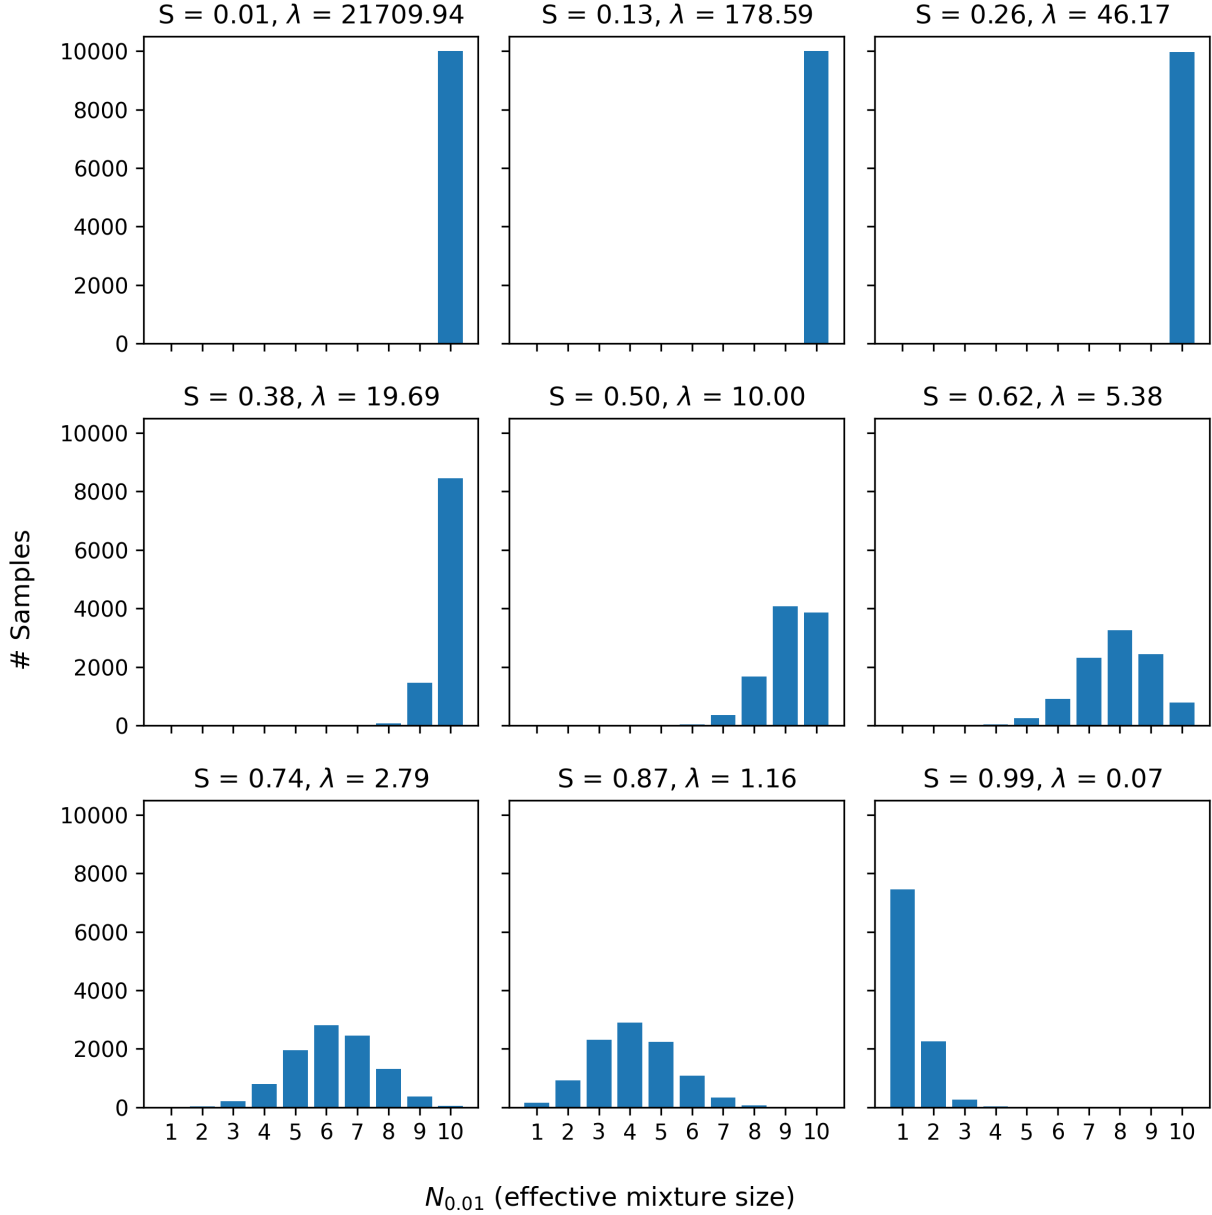 S = 0.01, λ = 21709.94
S = 0.13, λ = 178.59
S = 0.26, λ = 46.17
10000
8000
6000
4000
2000
0
S = 0.38, λ = 19.69
S = 0.50, λ = 10.00
S = 0.62, λ = 5.38
10000
8000
6000
4000
2000
0
# Samples
S = 0.74, λ = 2.79
S = 0.87, λ = 1.16
S = 0.99, λ = 0.07
10000
8000
6000
4000
2000
0
1 2 3 4 5 6 7 8 9 10
1 2 3 4 5 6 7 8 9 10
1 2 3 4 5 6 7 8 9 10
N0.01 (effective mixture size)